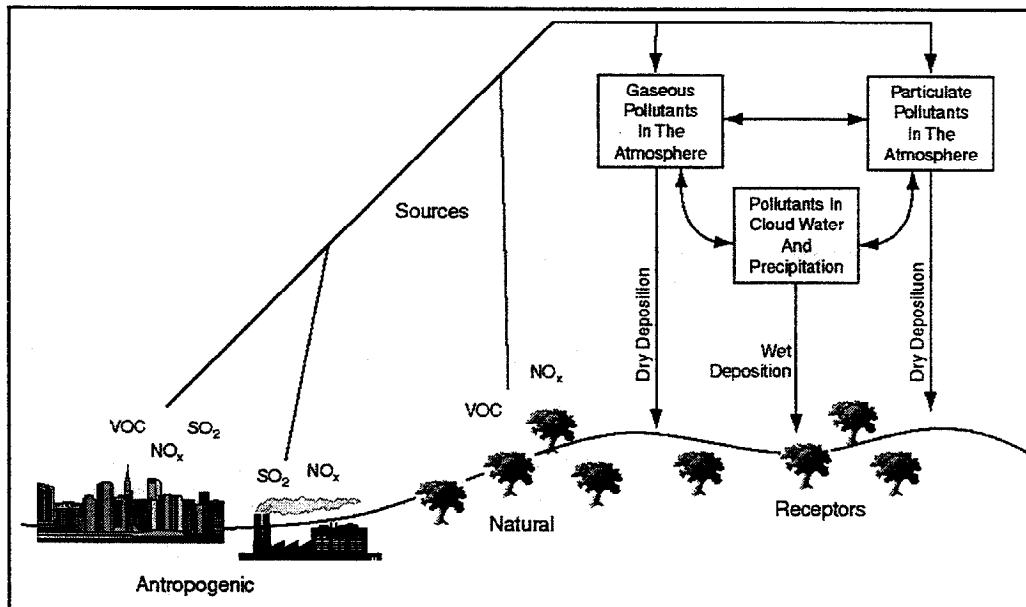 Gaseous
Pollutants
In The
Atmosphere
Particulate
Pollutants
In The
Atmosphere
Sources
Pollutants In
Cloud Water
And
Precipitation
Dry Deposition
Wet
Deposition
Dry Deposituon
VOC
SO₂
NOₓ
SO₂
NOₓ
VOC
NOₓ
Natural
Receptors
Antropogenic